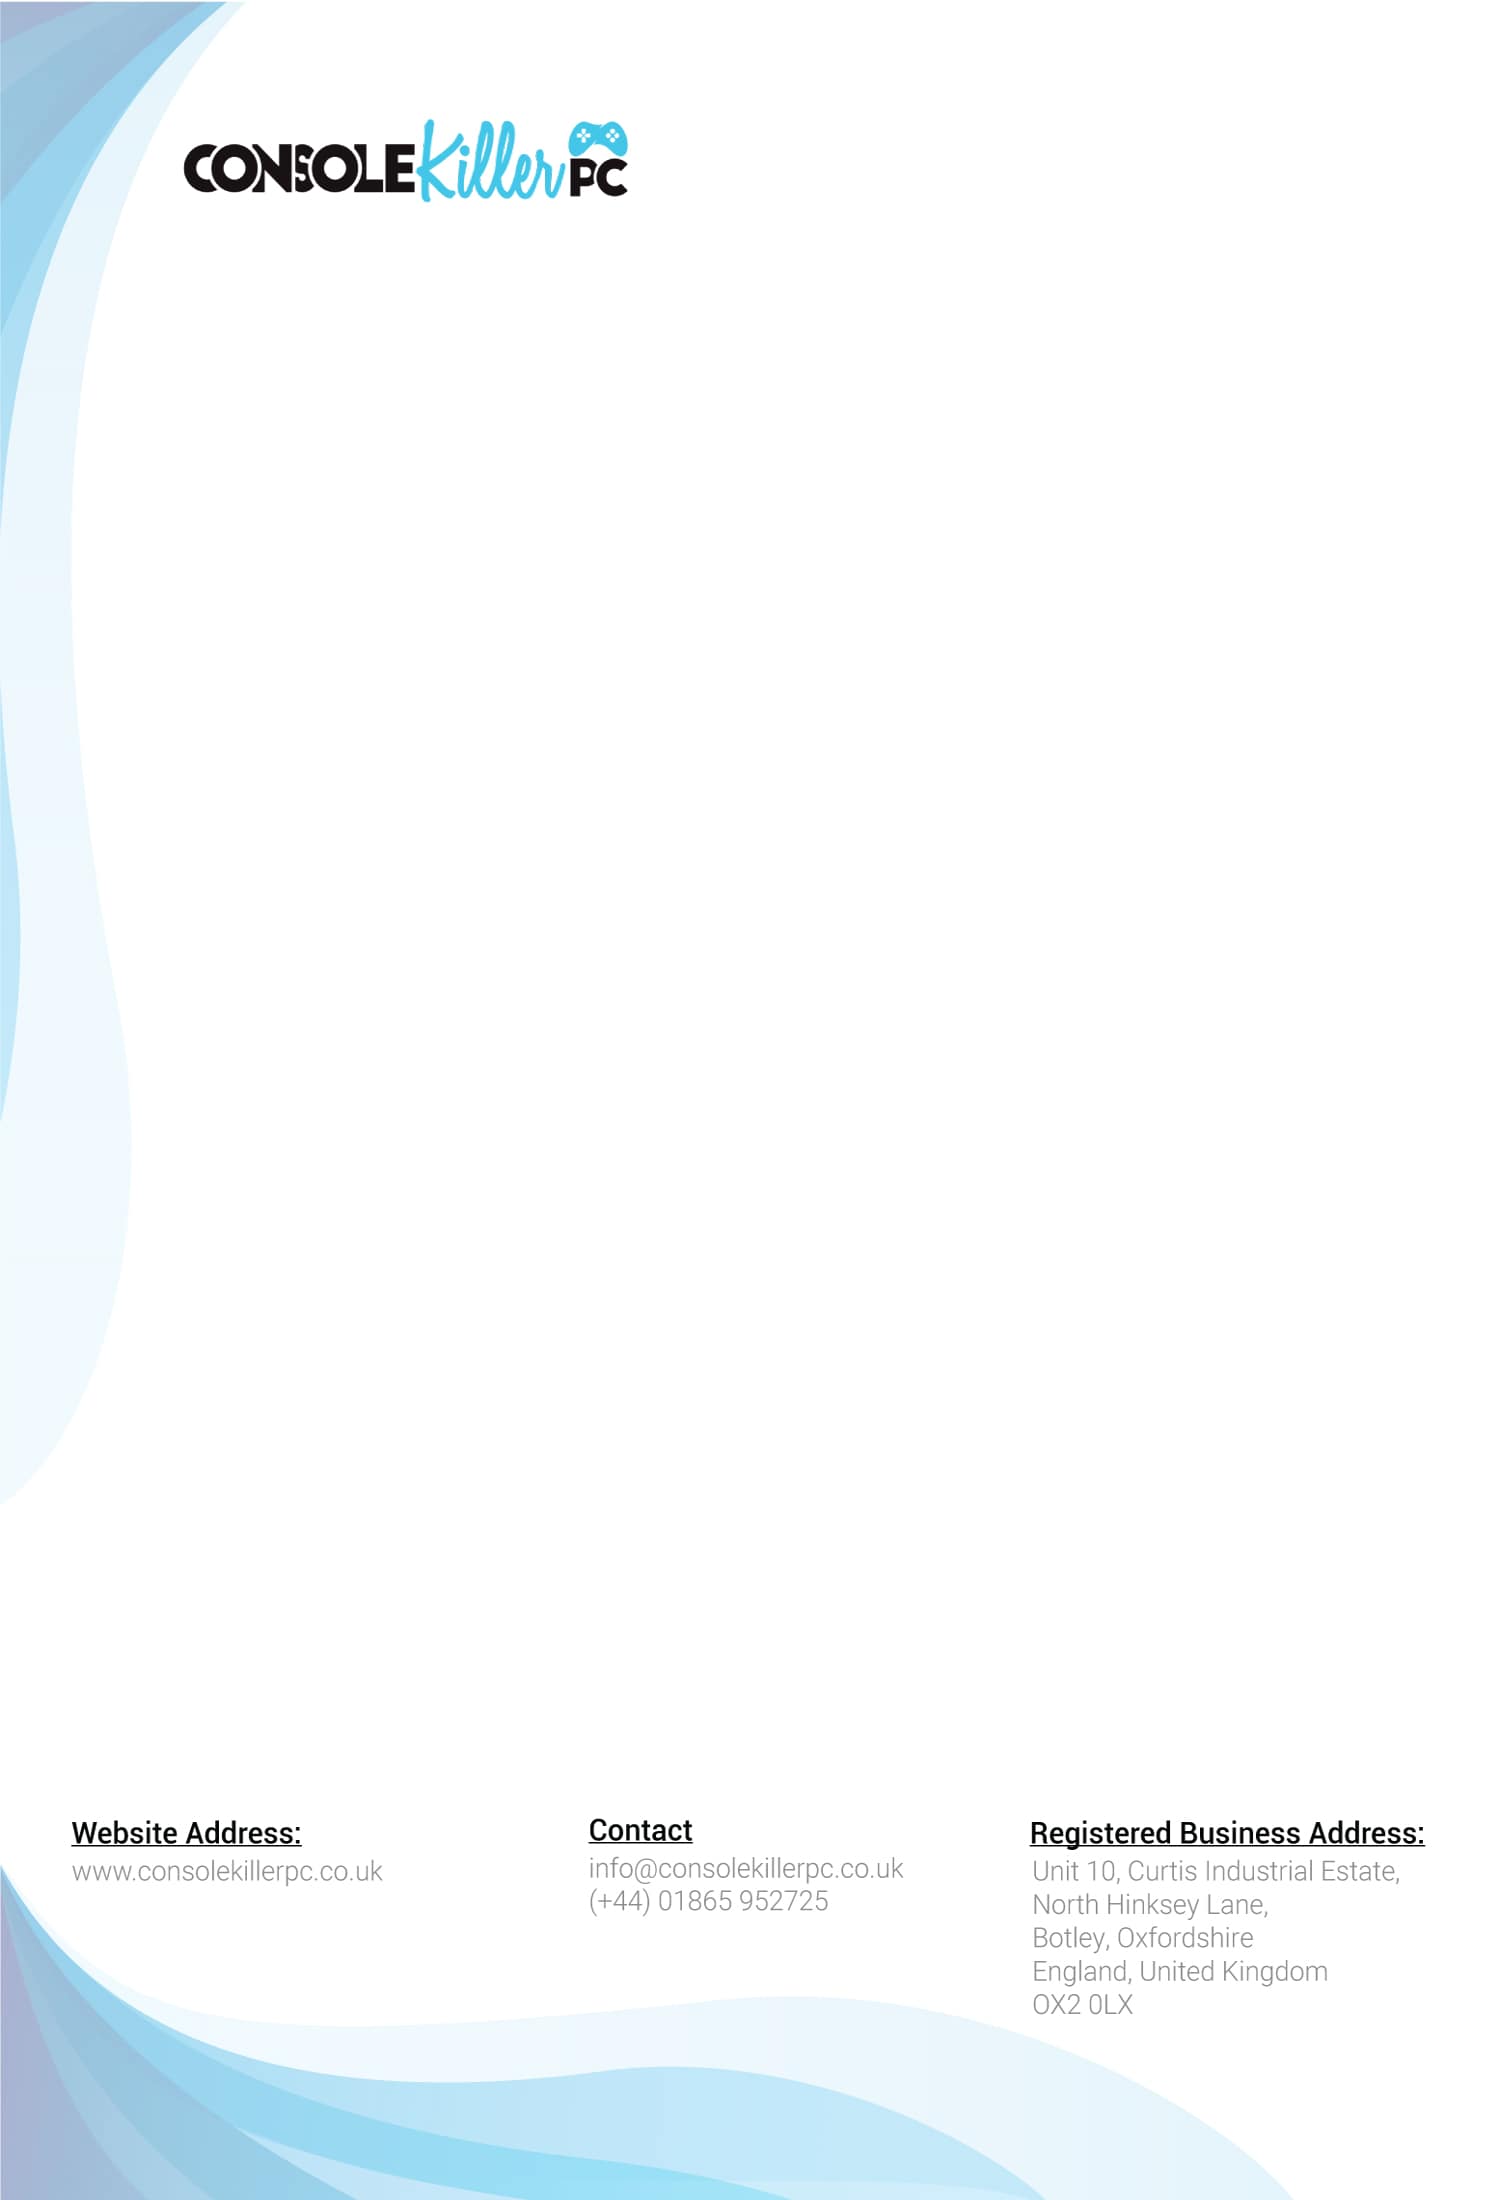 CONSOLE Killer PC
Website Address:
www.consolekillerpc.co.uk
Contact
info@consolekillerpc.co.uk
(+44) 01865 952725
Registered Business Address:
Unit 10, Curtis Industrial Estate,
North Hinksey Lane,
Botley, Oxfordshire
England, United Kingdom
OX2 0LX